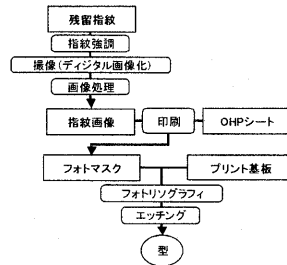 残留指紋
指紋強調
撮像(ディジタル画像化)
画像処理
指紋画像
印刷
OHPシート
フォトマスク
プリント基板
フォトリソグラフィ
エッチング
型